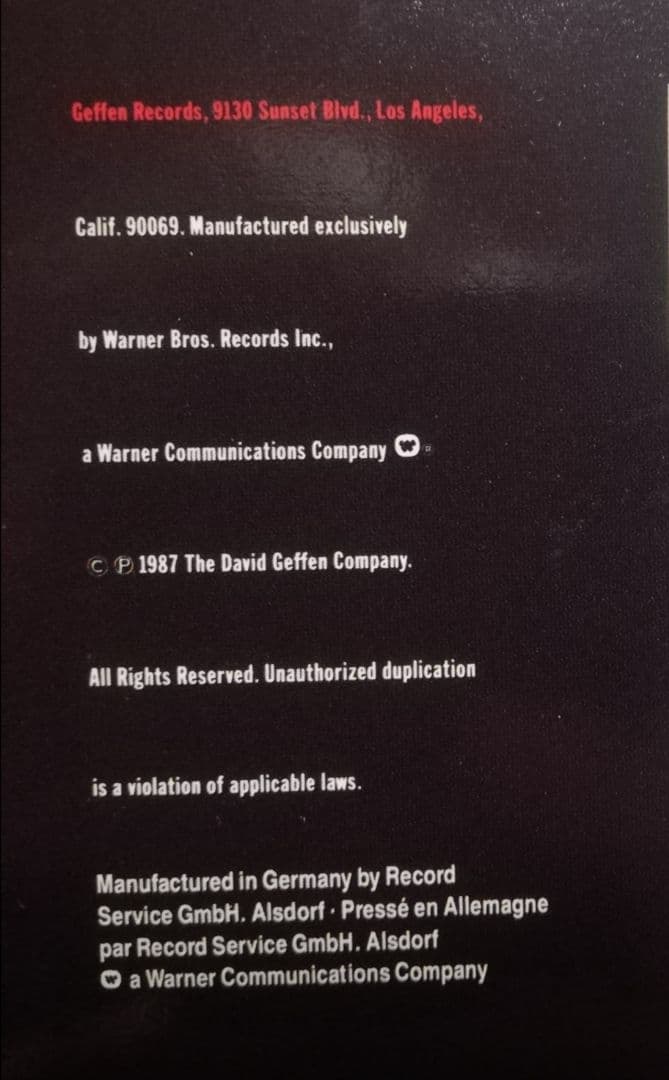 Geffen Records, 9130 Sunset Blvd., Los Angeles,
Calif. 90069. Manufactured exclusively
by Warner Bros. Records Inc.,
a Warner Communications Company
© ℗ 1987 The David Geffen Company.
All Rights Reserved. Unauthorized duplication
is a violation of applicable laws.
Manufactured in Germany by Record
Service GmbH. Alsdorf · Pressé en Allemagne
par Record Service GmbH. Alsdorf
a Warner Communications Company